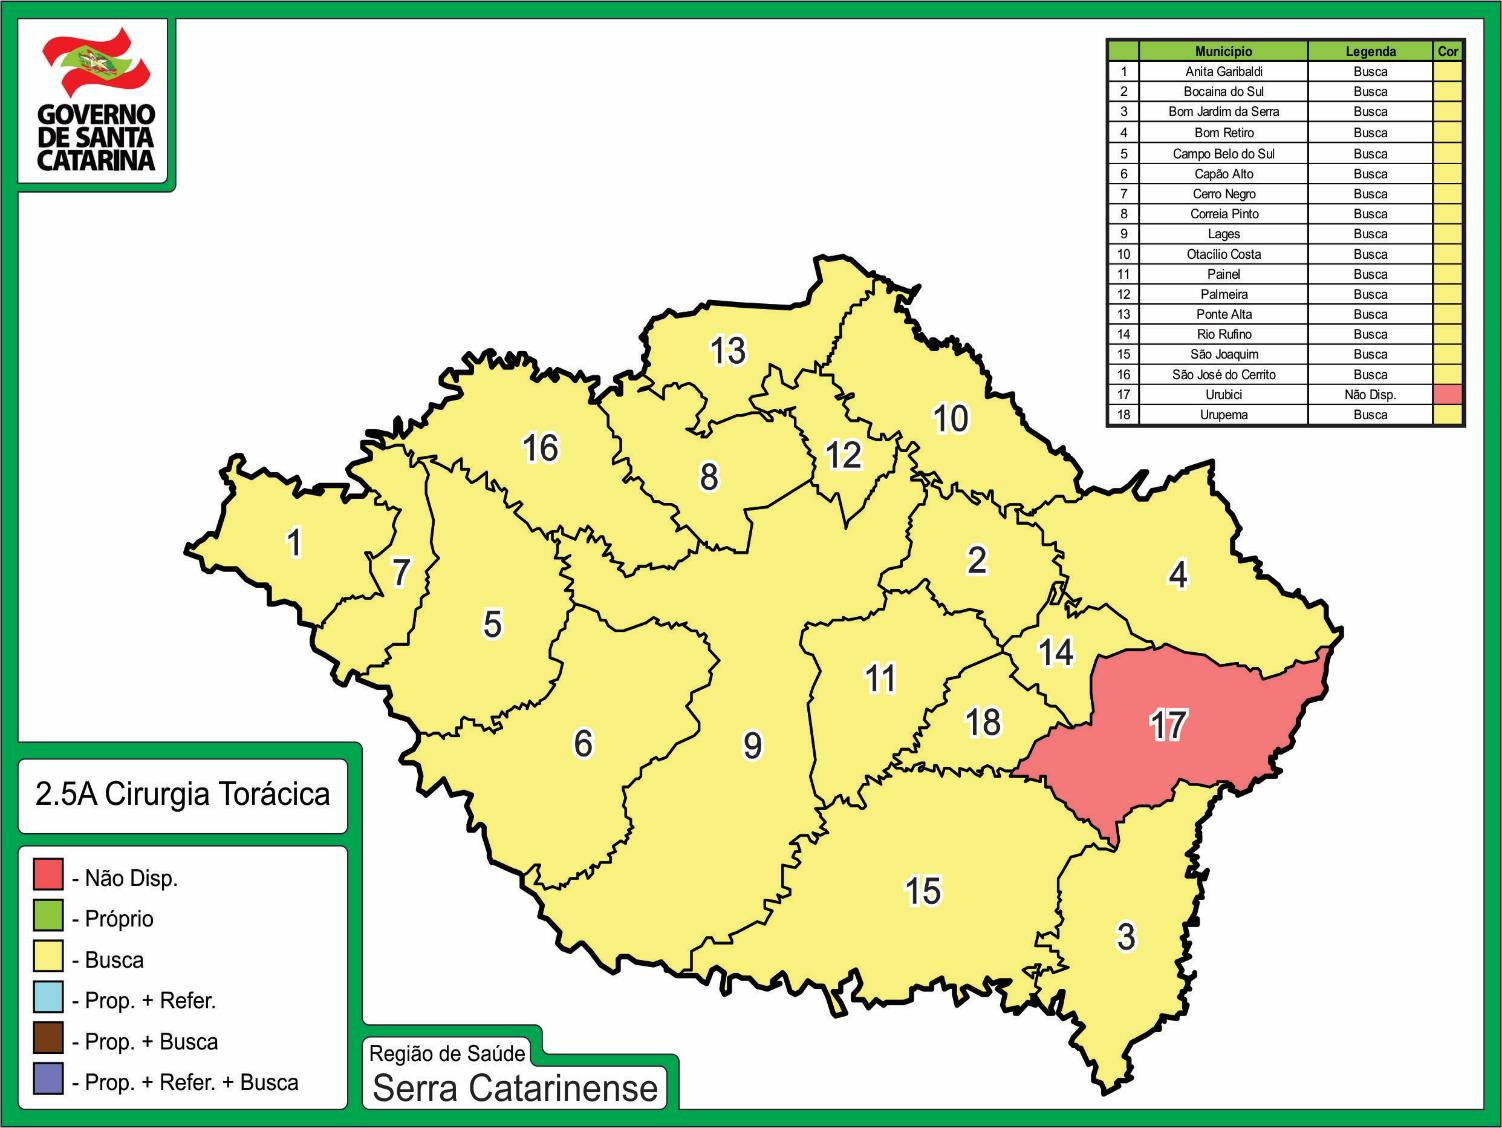 GOVERNO
DE SANTA
CATARINA
Município Legenda Cor
1 Anita Garibaldi Busca
2 Bocaina do Sul Busca
3 Bom Jardim da Serra Busca
4 Bom Retiro Busca
5 Campo Belo do Sul Busca
6 Capão Alto Busca
7 Cerro Negro Busca
8 Correia Pinto Busca
9 Lages Busca
10 Otacílio Costa Busca
11 Painel Busca
12 Palmeira Busca
13 Ponte Alta Busca
14 Rio Rufino Busca
15 São Joaquim Busca
16 São José do Cerrito Busca
17 Urubici Não Disp.
18 Urupema Busca
13
10
16
12
8
1
2
7
4
5
14
11
18
17
6
9
15
3
2.5A Cirurgia Torácica
- Não Disp.
- Próprio
- Busca
- Prop. + Refer.
- Prop. + Busca
- Prop. + Refer. + Busca
Região de Saúde
Serra Catarinense